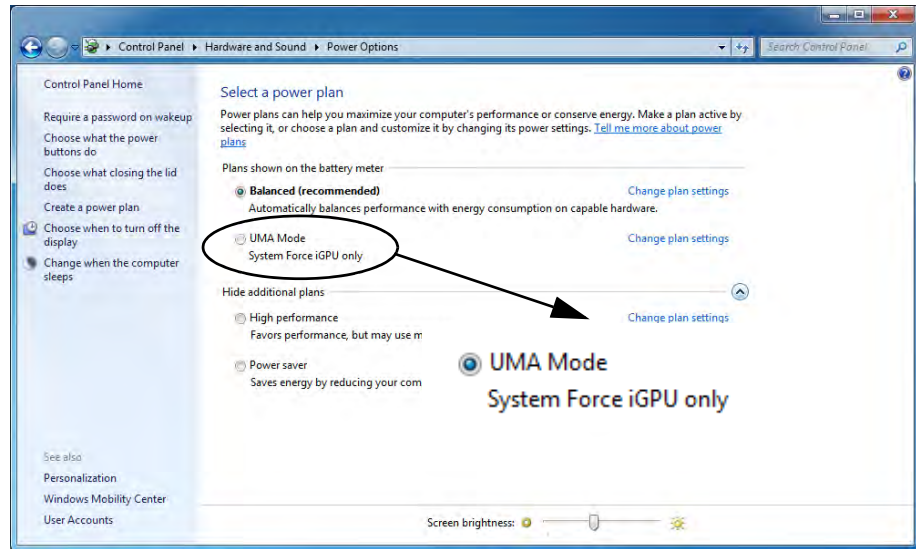 Control Panel ▸ Hardware and Sound ▸ Power Options
Search Control Panel
Control Panel Home
Require a password on wakeup
Choose what the power
buttons do
Choose what closing the lid
does
Create a power plan
Choose when to turn off the
display
Change when the computer
sleeps
See also
Personalization
Windows Mobility Center
User Accounts
Select a power plan
Power plans can help you maximize your computer's performance or conserve energy. Make a plan active by
selecting it, or choose a plan and customize it by changing its power settings. Tell me more about power
plans
Plans shown on the battery meter
Balanced (recommended) Change plan settings
Automatically balances performance with energy consumption on capable hardware.
UMA Mode Change plan settings
System Force iGPU only
Hide additional plans
High performance Change plan settings
Favors performance, but may use m
Power saver
Saves energy by reducing your com
UMA Mode
System Force iGPU only
Screen brightness: